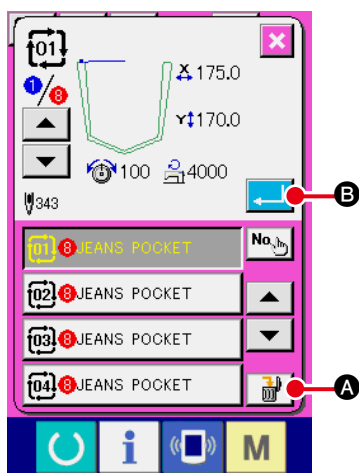 01
X 175.0
1/8
Y 170.0
100 4000
343
B
01 8 JEANS POCKET
No.
02 8 JEANS POCKET
03 8 JEANS POCKET
04 8 JEANS POCKET
A
i M